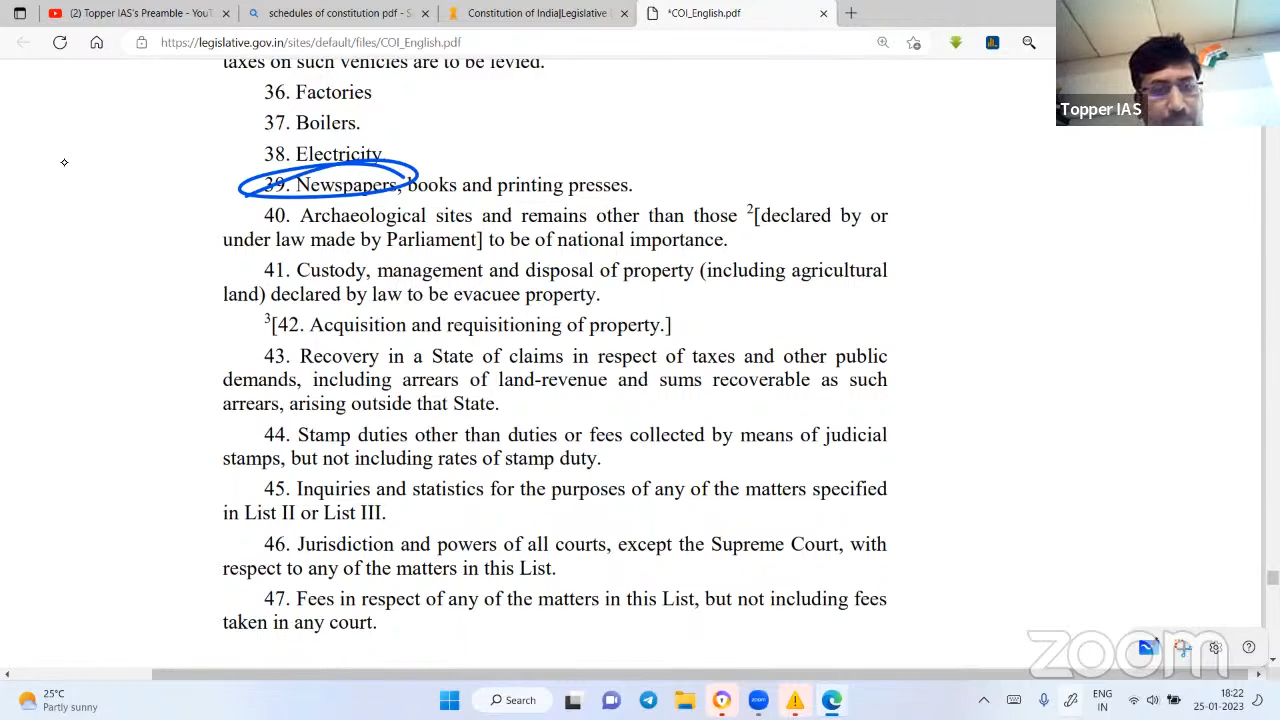 (2) Topper IAS's Preamble - YouT
schedules of constitution pdf - S
Constitution of India|Legislative
*COI_English.pdf
https://legislative.gov.in/sites/default/files/COI_English.pdf
Topper IAS
taxes on such vehicles are to be levied.
36. Factories
37. Boilers.
38. Electricity
39. Newspapers, books and printing presses.
40. Archaeological sites and remains other than those 2[declared by or
under law made by Parliament] to be of national importance.
41. Custody, management and disposal of property (including agricultural
land) declared by law to be evacuee property.
3[42. Acquisition and requisitioning of property.]
43. Recovery in a State of claims in respect of taxes and other public
demands, including arrears of land-revenue and sums recoverable as such
arrears, arising outside that State.
44. Stamp duties other than duties or fees collected by means of judicial
stamps, but not including rates of stamp duty.
45. Inquiries and statistics for the purposes of any of the matters specified
in List II or List III.
46. Jurisdiction and powers of all courts, except the Supreme Court, with
respect to any of the matters in this List.
47. Fees in respect of any of the matters in this List, but not including fees
taken in any court.
zoom
25°C
Partly sunny
Search
zoom
ENG
IN
18:22
25-01-2023